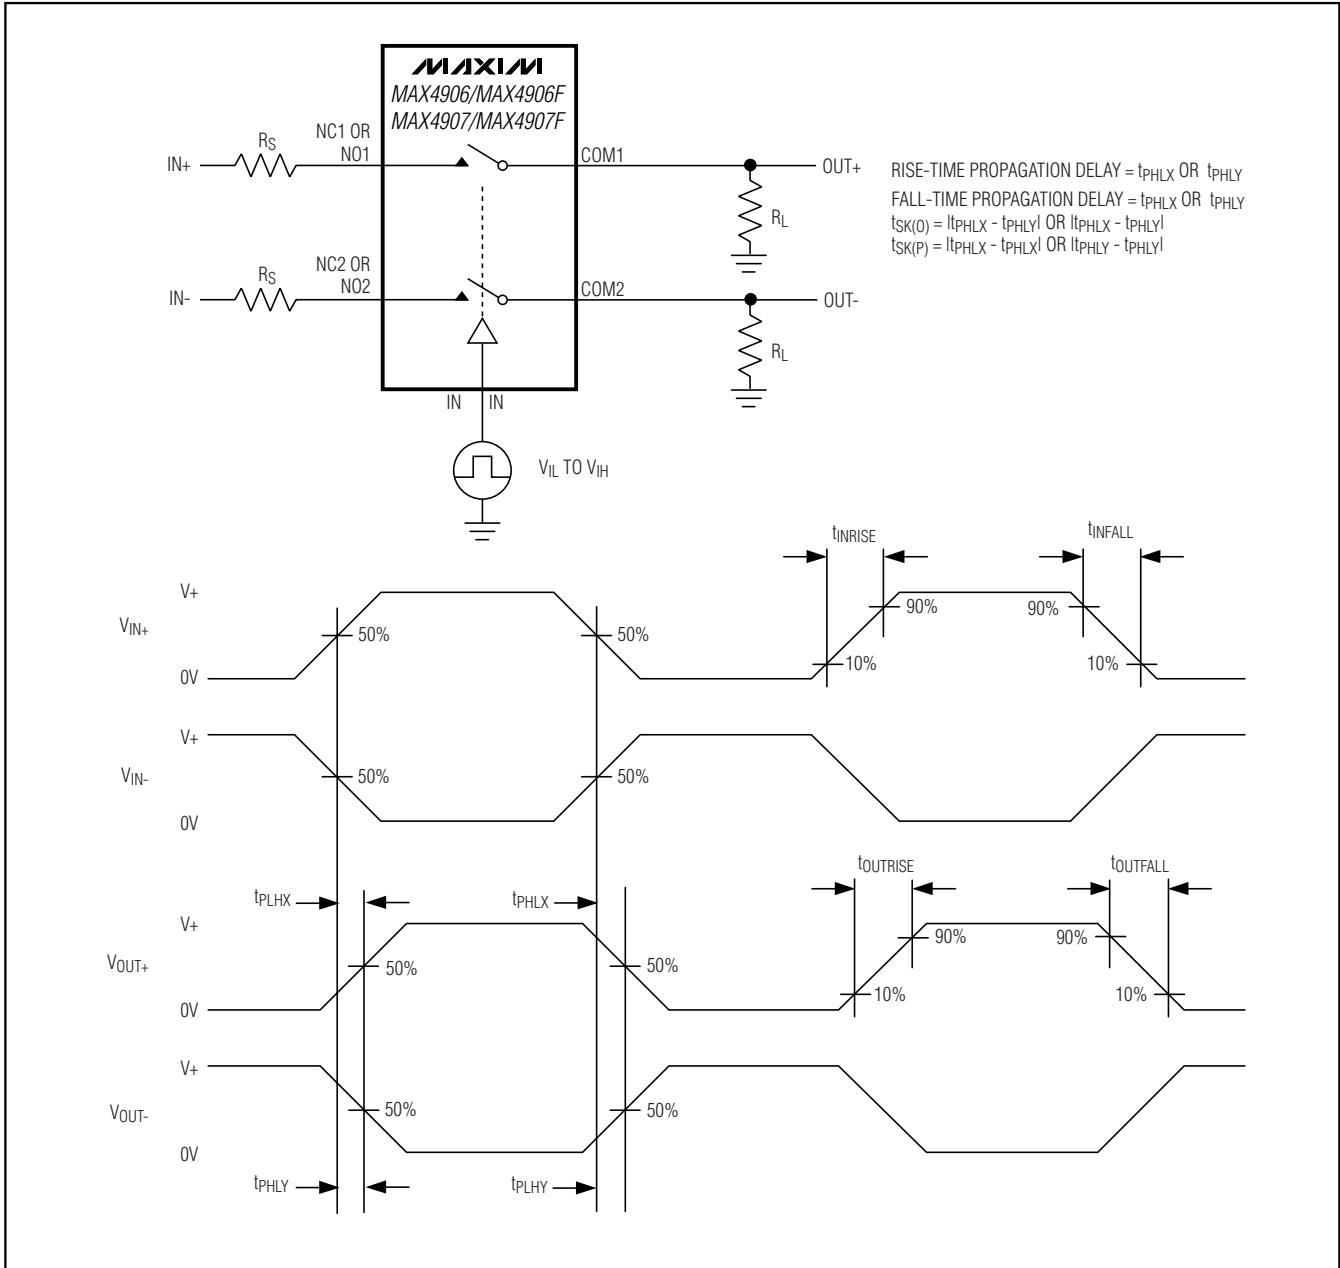 MAXIM
MAX4906/MAX4906F
MAX4907/MAX4907F
IN+
RS
NC1 OR
NO1
COM1
OUT+
RL
RISE-TIME PROPAGATION DELAY = tPHLX OR tPHLY
FALL-TIME PROPAGATION DELAY = tPHLX OR tPHLY
tSK(O) = |tPHLX - tPHLY| OR |tPHLX - tPHLY|
tSK(P) = |tPHLX - tPHLX| OR |tPHLY - tPHLY|
IN-
RS
NC2 OR
NO2
COM2
OUT-
RL
IN IN
VIL TO VIH
tINRISE
tINFALL
V+
VIN+
0V
50%
50%
90%
10%
90%
10%
V+
VIN-
0V
50%
50%
tOUTRISE
tOUTFALL
tPLHX
tPHLX
V+
VOUT+
0V
50%
50%
90%
10%
90%
10%
V+
VOUT-
0V
50%
50%
tPHLY
tPLHY